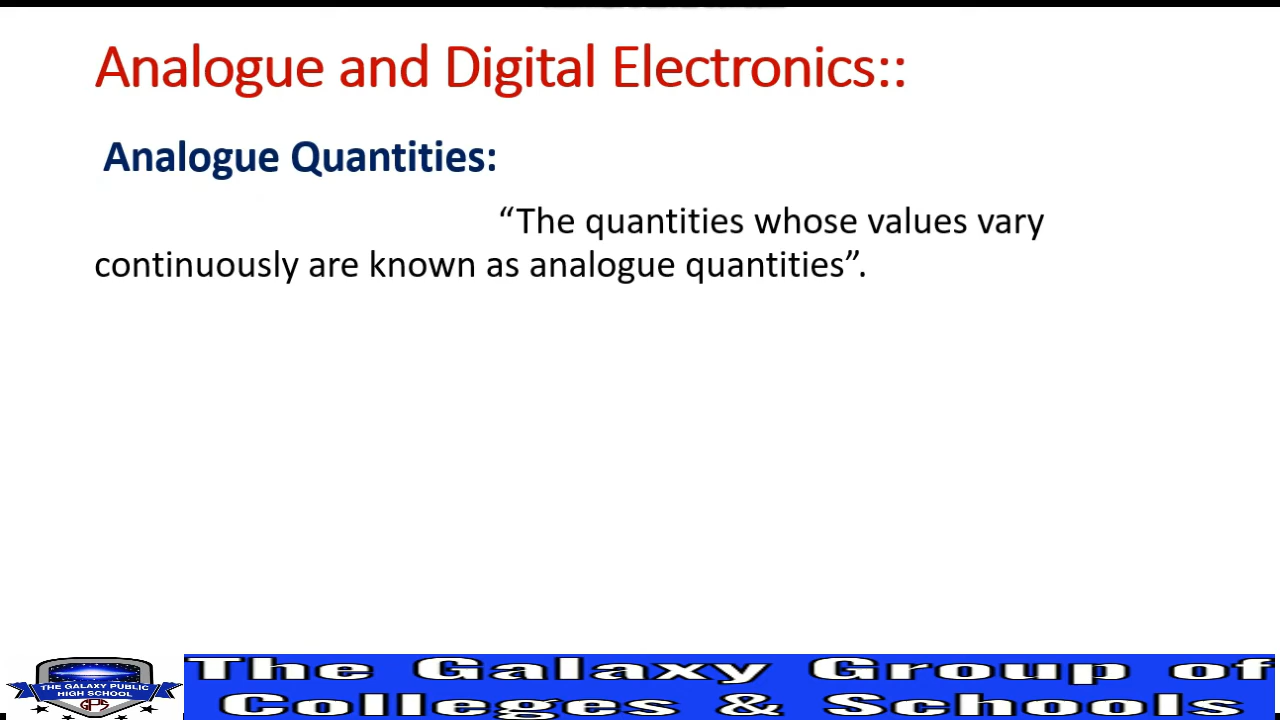 Analogue and Digital Electronics::
Analogue Quantities:
“The quantities whose values vary
continuously are known as analogue quantities”.
THE GALAXY PUBLIC
HIGH SCHOOL
GPS
The Galaxy Group of
Colleges & Schools